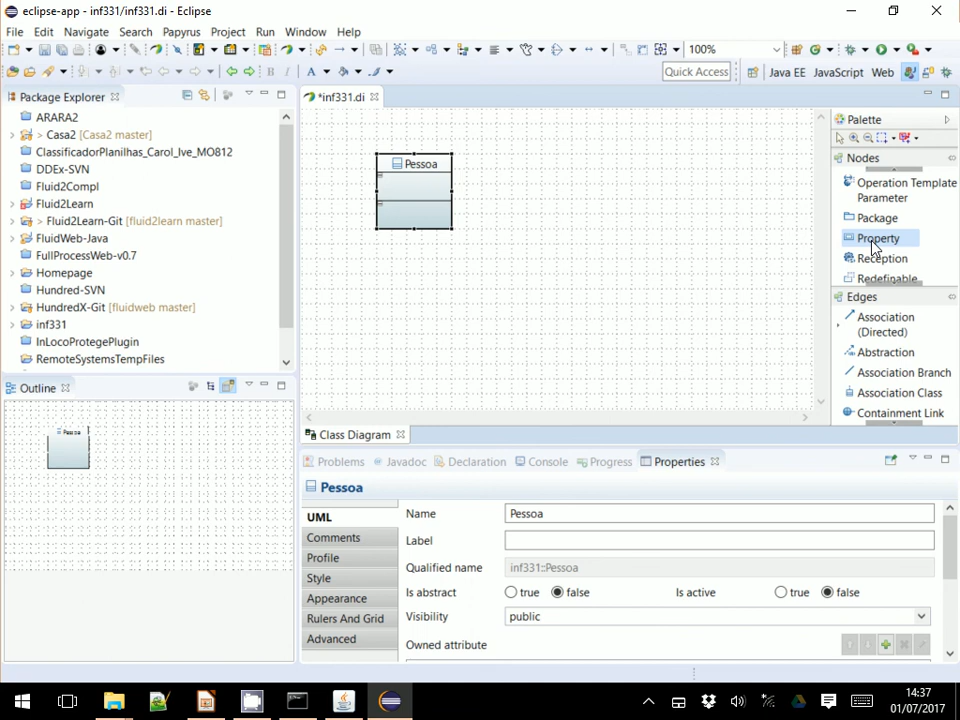 eclipse-app - inf331/inf331.di - Eclipse
File Edit Navigate Search Papyrus Project Run Window Help
100%
Quick Access Java EE JavaScript Web
Package Explorer
*inf331.di
ARARA2
> Casa2 [Casa2 master]
ClassificadorPlanilhas_Carol_Ive_MO812
DDEx-SVN
Fluid2Compl
Fluid2Learn
> Fluid2Learn-Git [fluid2learn master]
FluidWeb-Java
FullProcessWeb-v0.7
Homepage
Hundred-SVN
HundredX-Git [fluidweb master]
inf331
InLocoProtegePlugin
RemoteSystemsTempFiles
Pessoa
Palette
Nodes
Operation Template
Parameter
Package
Property
Reception
Redefinable
Edges
Association
(Directed)
Abstraction
Association Branch
Association Class
Containment Link
Outline
Pessoa
Class Diagram
Problems Javadoc Declaration Console Progress Properties
Pessoa
UML
Comments
Profile
Style
Appearance
Rulers And Grid
Advanced
Name Pessoa
Label
Qualified name inf331::Pessoa
Is abstract true false Is active true false
Visibility public
Owned attribute
14:37
01/07/2017